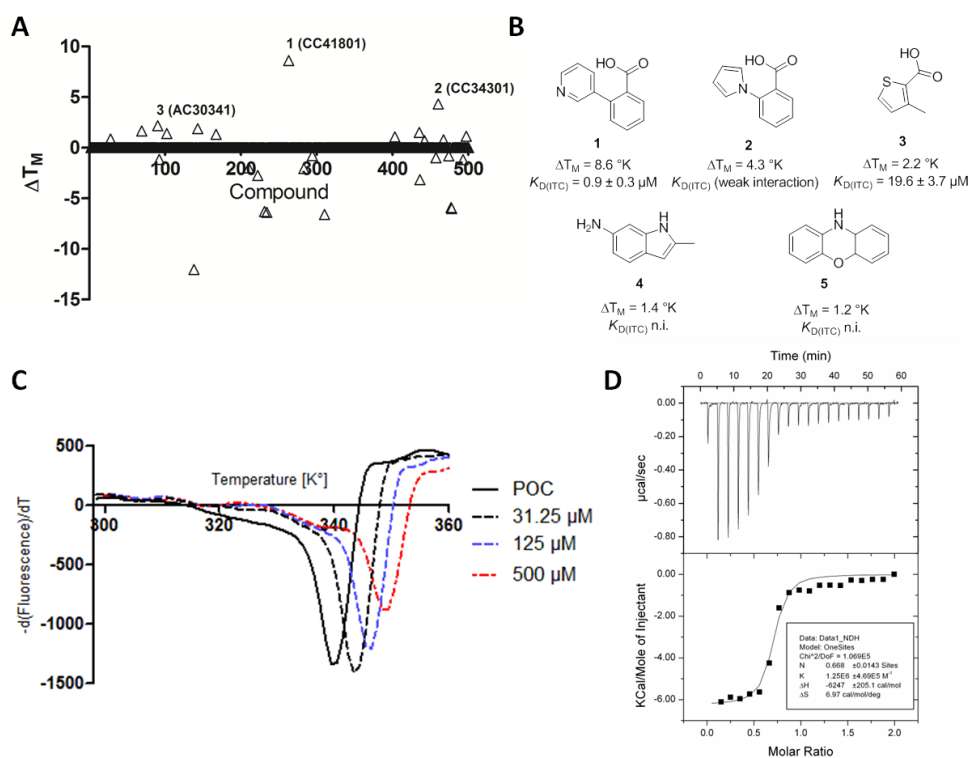 A
10
5
0
-5
-10
-15
ΔTM
1 (CC41801)
2 (CC34301)
3 (AC30341)
100
300
400
500
Compound
B
N
HO
O
1
ΔTM = 8.6 °K
KD(ITC) = 0.9 ± 0.3 µM
N
HO
O
2
ΔTM = 4.3 °K
KD(ITC) (weak interaction)
S
O
OH
3
ΔTM = 2.2 °K
KD(ITC) = 19.6 ± 3.7 µM
H2N
H
N
4
ΔTM = 1.4 °K
KD(ITC) n.i.
H
N
O
5
ΔTM = 1.2 °K
KD(ITC) n.i.
C
500
0
-500
-1000
-1500
-d(Fluorescence)/dT
Temperature [K°]
300
320
340
360
POC
31.25 µM
125 µM
500 µM
D
Time (min)
0 10 20 30 40 50 60
0.00
-0.20
-0.40
-0.60
-0.80
µcal/sec
0.00
-2.00
-4.00
-6.00
KCal/Mole of Injectant
Data: Data1_NDH
Model: OneSites
Chi^2/DoF = 1.069E5
N 0.668 ±0.0143 Sites
K 1.25E6 ±4.69E5 M-1
ΔH -6247 ±205.1 cal/mol
ΔS 6.97 cal/mol/deg
0.0 0.5 1.0 1.5 2.0
Molar Ratio